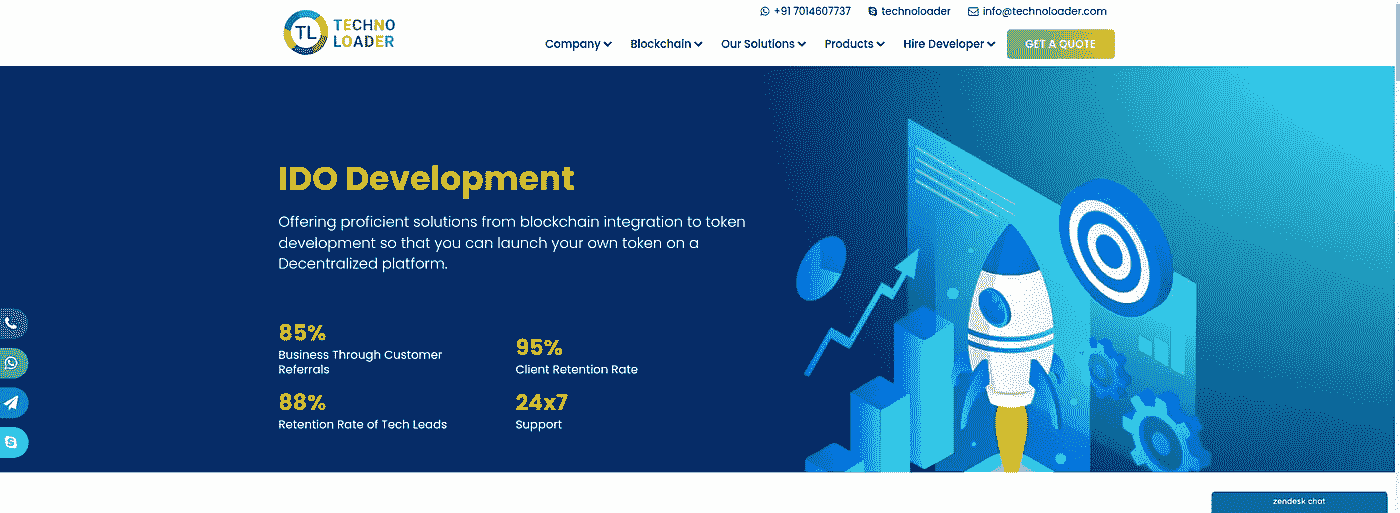 TL TECHNO
LOADER
+91 7014607737 technoloader info@technoloader.com
Company Blockchain Our Solutions Products Hire Developer GET A QUOTE
IDO Development
Offering proficient solutions from blockchain integration to token
development so that you can launch your own token on a
Decentralized platform.
85%
Business Through Customer
Referrals
95%
Client Retention Rate
88%
Retention Rate of Tech Leads
24x7
Support
zendesk chat